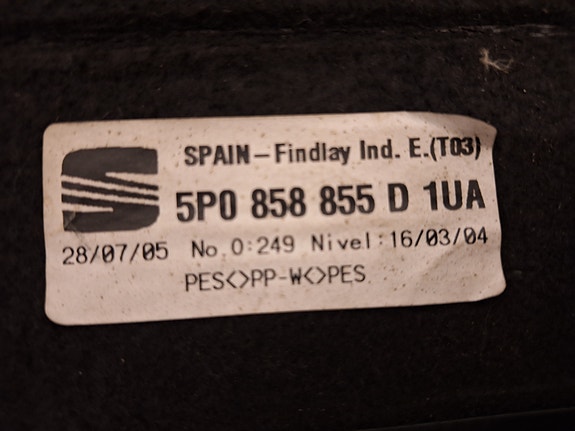 SPAIN-Findlay Ind. E.(T03)
5P0 858 855 D 1UA
28/07/05 No.0:249 Nivel:16/03/04
PES<>PP-W<>PES